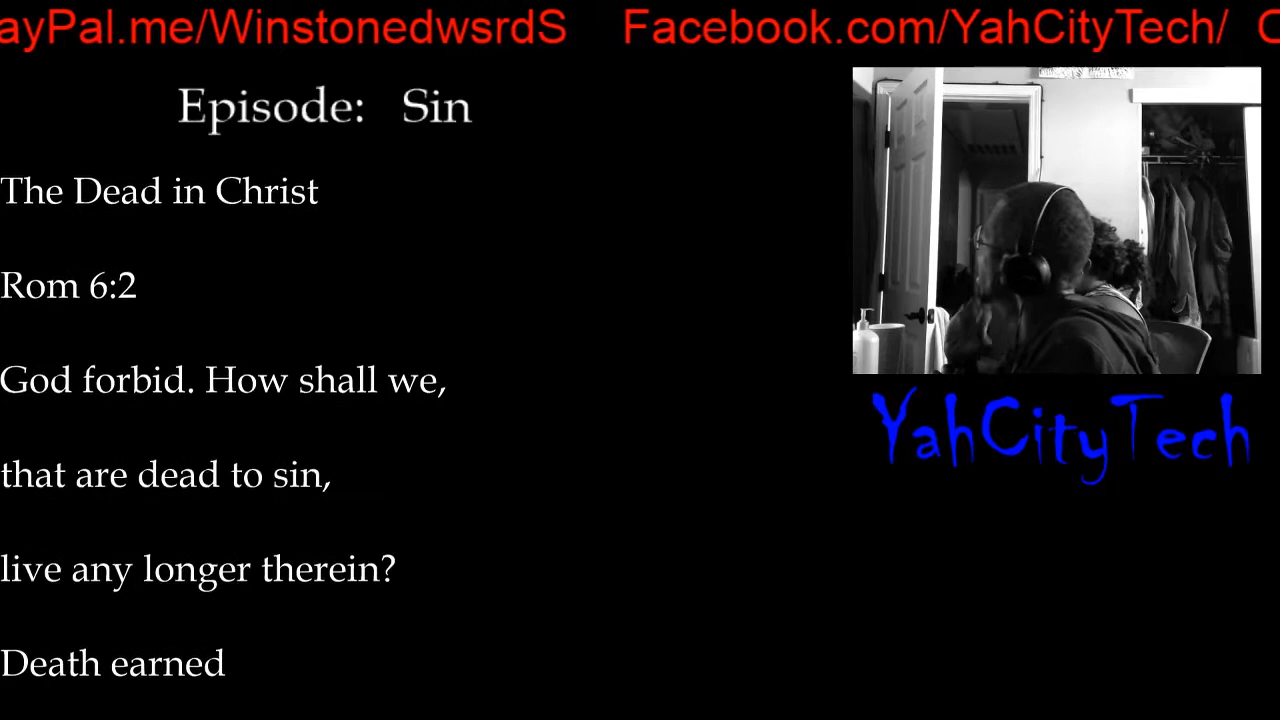 ayPal.me/WinstonedwsrdS Facebook.com/YahCityTech/ C
Episode: Sin
The Dead in Christ
Rom 6:2
God forbid. How shall we,
that are dead to sin,
live any longer therein?
Death earned
YahCityTech